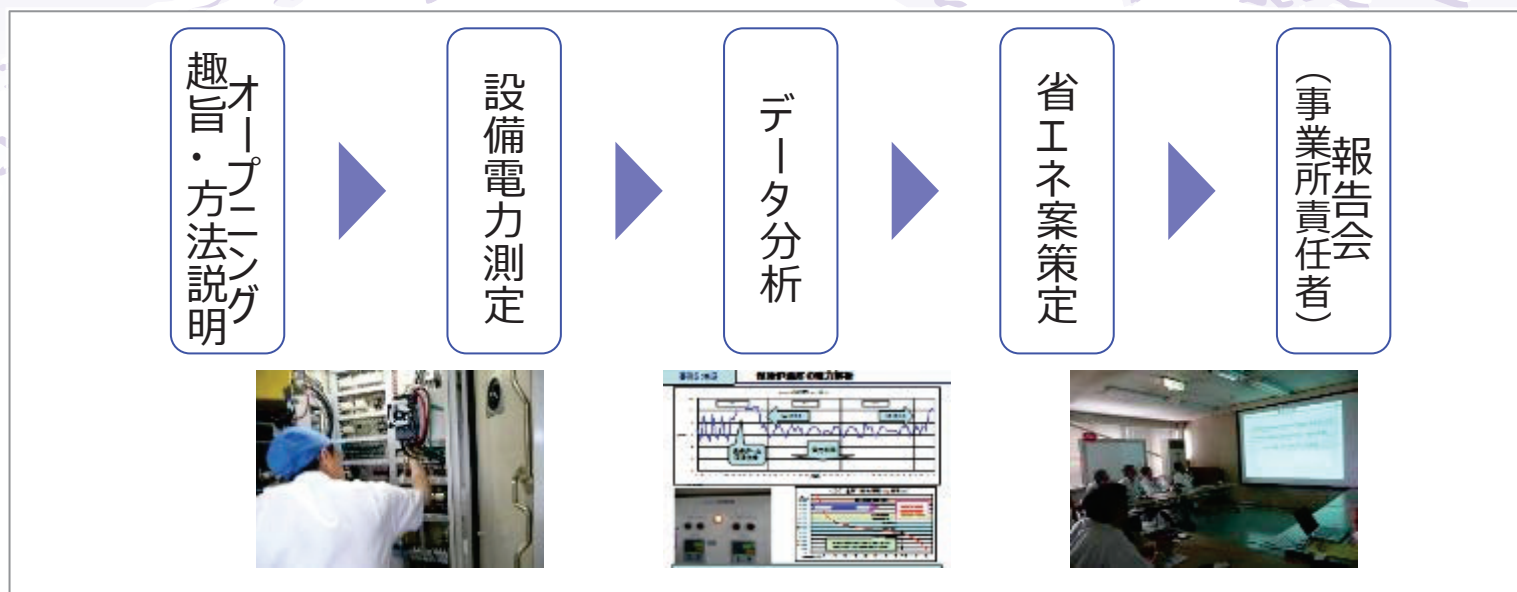 オープニング
趣旨・方法説明
設備電力測定
データ分析
省エネ案策定
報告会
（事業所責任者）